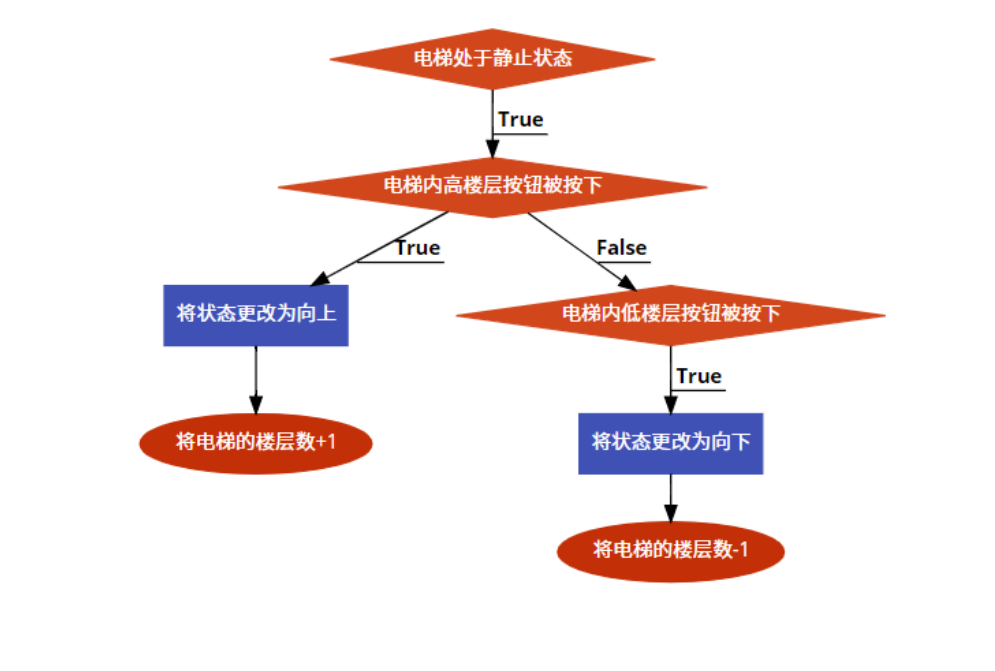 电梯处于静止状态
True
电梯内高楼层按钮被按下
True
False
将状态更改为向上
电梯内低楼层按钮被按下
True
将电梯的楼层数+1
将状态更改为向下
将电梯的楼层数-1